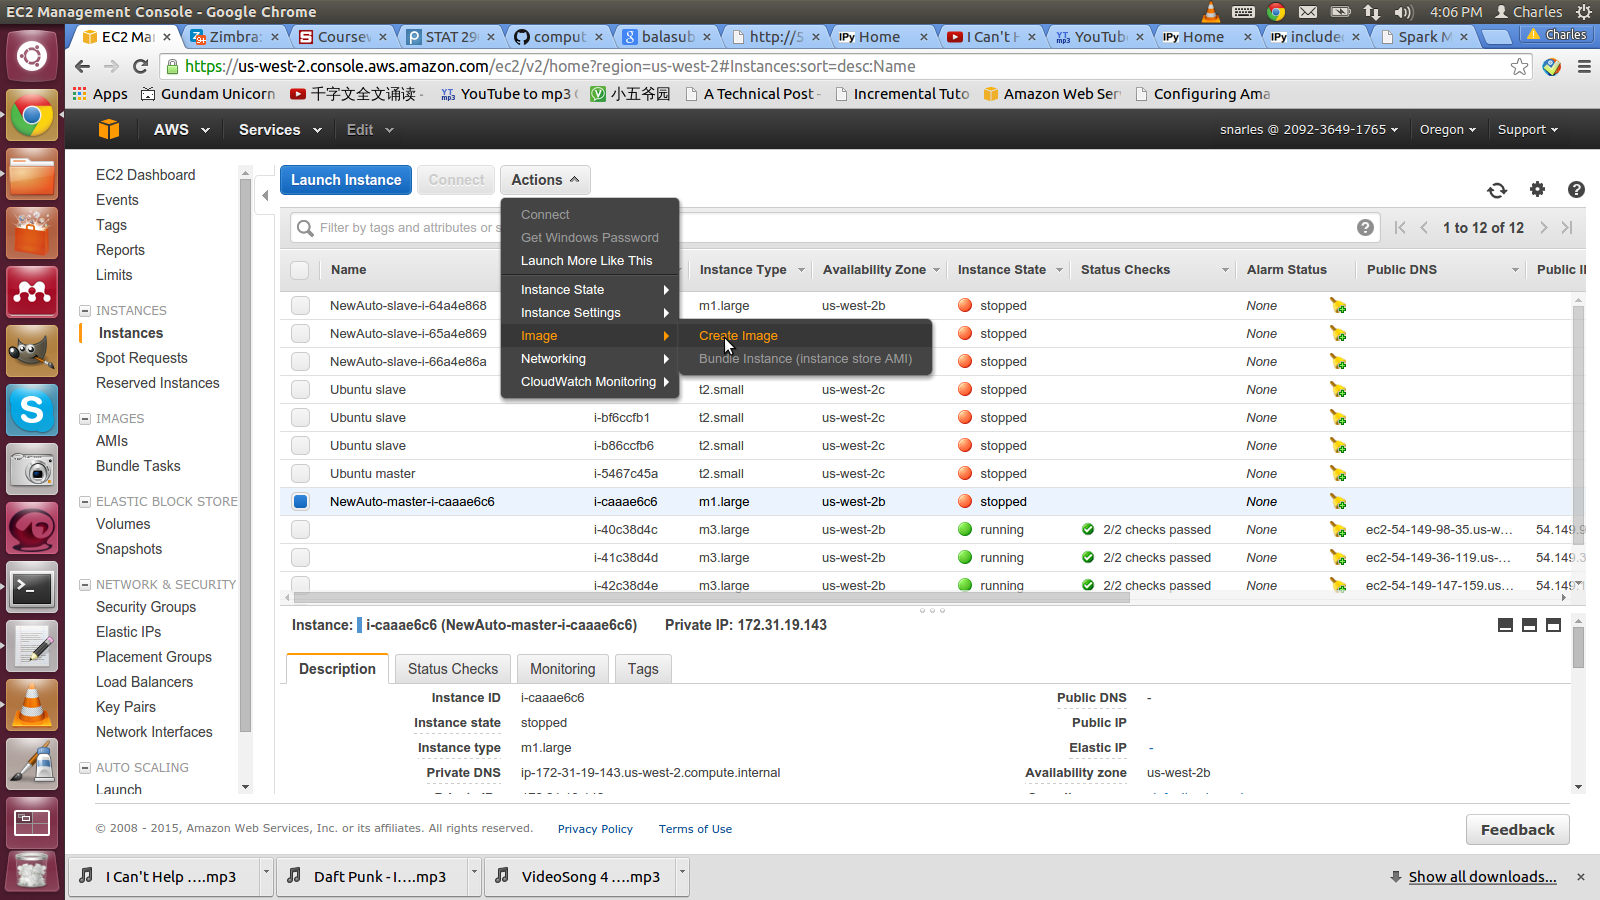 EC2 Management Console - Google Chrome
4:06 PM Charles
EC2 Ma
Zimbra:
Coursew
STAT 29
comput
balasub
http://5
IPy Home
I Can't H
YouTub
IPy Home
IPy include
Spark M
Charles
https://us-west-2.console.aws.amazon.com/ec2/v2/home?region=us-west-2#Instances:sort=desc:Name
Apps Gundam Unicorn 千字文全文诵读 - YouTube to mp3 小五爷园 A Technical Post - Incremental Tuto Amazon Web Ser Configuring Ama
AWS Services Edit snarles @ 2092-3649-1765 Oregon Support
EC2 Dashboard
Events
Tags
Reports
Limits
INSTANCES
Instances
Spot Requests
Reserved Instances
IMAGES
AMIs
Bundle Tasks
ELASTIC BLOCK STORE
Volumes
Snapshots
NETWORK & SECURITY
Security Groups
Elastic IPs
Placement Groups
Load Balancers
Key Pairs
Network Interfaces
AUTO SCALING
Launch
Launch Instance Connect Actions
Connect
Get Windows Password
Launch More Like This
Instance State
Instance Settings
Image
Networking
CloudWatch Monitoring
Create Image
Bundle Instance (instance store AMI)
Filter by tags and attributes or s
1 to 12 of 12
Name Instance Type Availability Zone Instance State Status Checks Alarm Status Public DNS Public I
NewAuto-slave-i-64a4e868 m1.large us-west-2b stopped None
NewAuto-slave-i-65a4e869 stopped None
NewAuto-slave-i-66a4e86a stopped None
Ubuntu slave t2.small us-west-2c stopped None
Ubuntu slave i-bf6ccfb1 t2.small us-west-2c stopped None
Ubuntu slave i-b86ccfb6 t2.small us-west-2c stopped None
Ubuntu master i-5467c45a t2.small us-west-2c stopped None
NewAuto-master-i-caaae6c6 i-caaae6c6 m1.large us-west-2b stopped None
i-40c38d4c m3.large us-west-2b running 2/2 checks passed None ec2-54-149-98-35.us-w... 54.149.9
i-41c38d4d m3.large us-west-2b running 2/2 checks passed None ec2-54-149-36-119.us-... 54.149.3
i-42c38d4e m3.large us-west-2b running 2/2 checks passed None ec2-54-149-147-159.us... 54.149.1
Instance: i-caaae6c6 (NewAuto-master-i-caaae6c6) Private IP: 172.31.19.143
Description Status Checks Monitoring Tags
Instance ID i-caaae6c6 Public DNS -
Instance state stopped Public IP
Instance type m1.large Elastic IP -
Private DNS ip-172-31-19-143.us-west-2.compute.internal Availability zone us-west-2b
© 2008 - 2015, Amazon Web Services, Inc. or its affiliates. All rights reserved. Privacy Policy Terms of Use
Feedback
I Can't Help ....mp3
Daft Punk - I....mp3
VideoSong 4 ....mp3
Show all downloads...